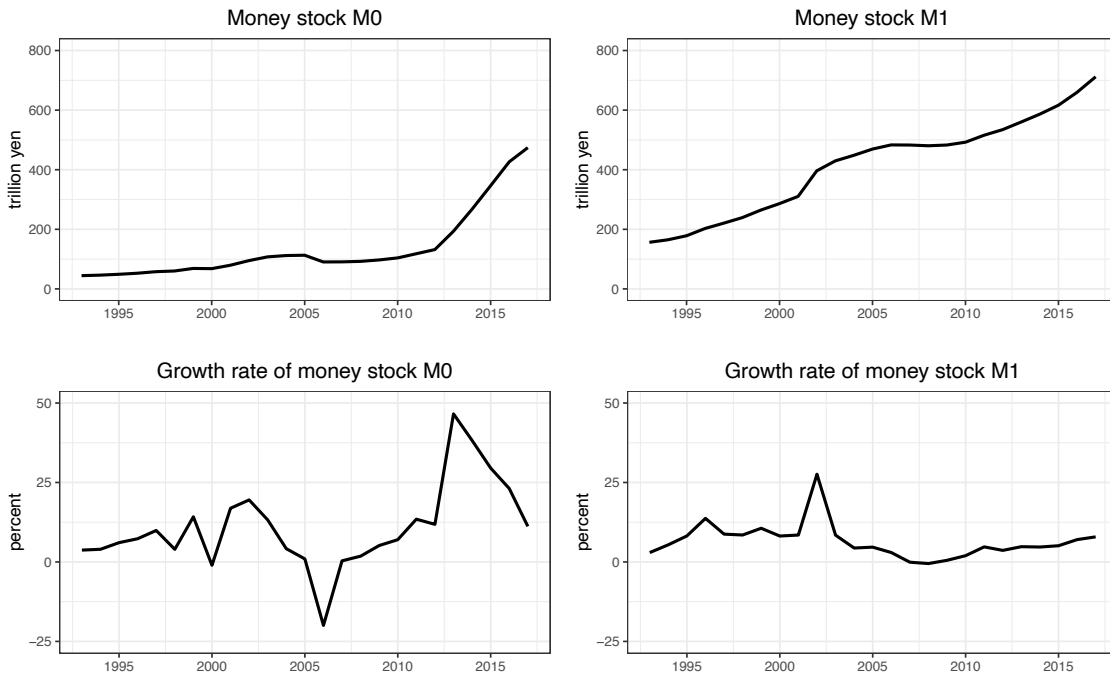 Money stock M0
800
600
400
200
0
trillion yen
1995 2000 2005 2010 2015
Money stock M1
800
600
400
200
0
trillion yen
1995 2000 2005 2010 2015
Growth rate of money stock M0
50
25
0
−25
percent
1995 2000 2005 2010 2015
Growth rate of money stock M1
50
25
0
−25
percent
1995 2000 2005 2010 2015